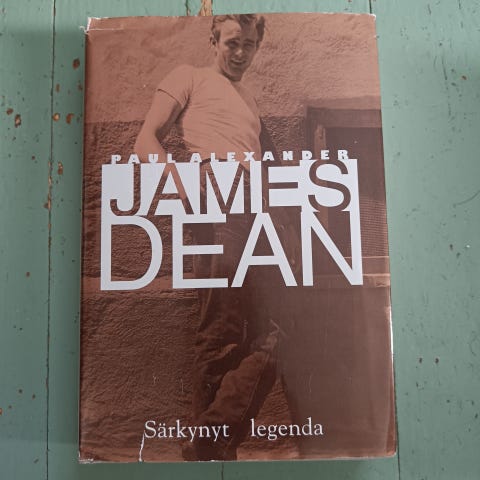 PAUL ALEXANDER
JAMES
DEAN
Särkynyt legenda